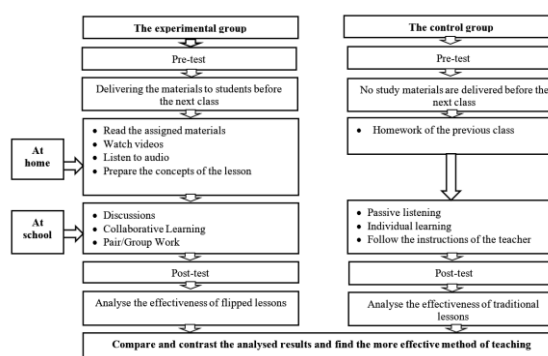 The experimental group
Pre-test
Delivering the materials to students before
the next class
At
home
• Read the assigned materials
• Watch videos
• Listen to audio
• Prepare the concepts of the lesson
At
school
• Discussions
• Collaborative Learning
• Pair/Group Work
Post-test
Analyse the effectiveness of flipped lessons
The control group
Pre-test
No study materials are delivered before the
next class
• Homework of the previous class
• Passive listening
• Individual learning
• Follow the instructions of the teacher
Post-test
Analyse the effectiveness of traditional
lessons
Compare and contrast the analysed results and find the more effective method of teaching